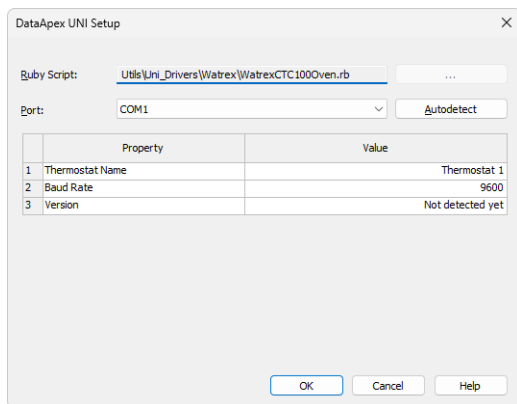 DataApex UNI Setup
Ruby Script: Utils\Uni_Drivers\Watrex\WatrexCTC100Oven.rb ...
Port: COM1 Autodetect
Property Value
1 Thermostat Name Thermostat 1
2 Baud Rate 9600
3 Version Not detected yet
OK Cancel Help